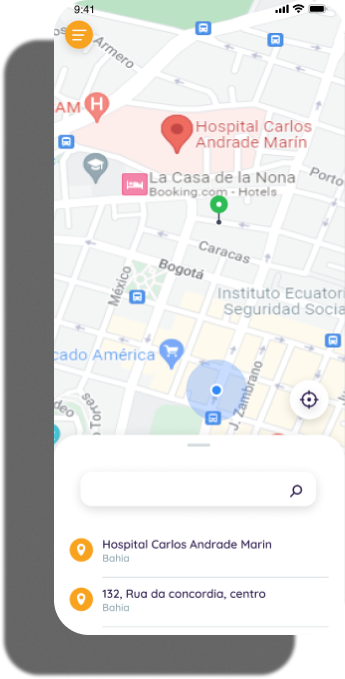 9:41
Armero
AM
H
Hospital Carlos
Andrade Marín
La Casa de la Nona
Booking.com - Hotels
Porto
Caracas
Bogotá
México
Instituto Ecuatori
Seguridad Socia
cado América
J. Zambrano
deo
Torres
Hospital Carlos Andrade Marin
Bahia
132, Rua da concordia, centro
Bahia